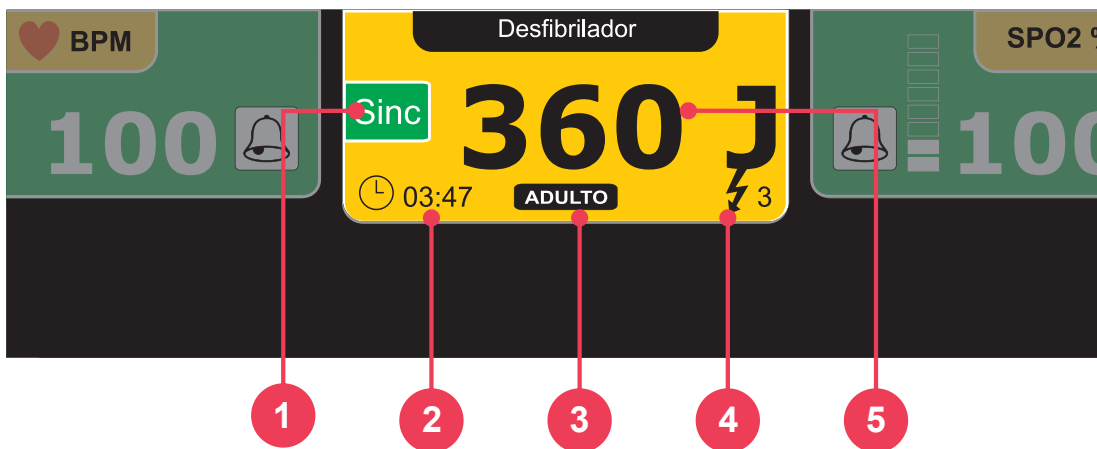 BPM
100
Desfibrilador
Sinc
360 J
03:47
ADULTO
3
SPO2 %
100
1
2
3
4
5